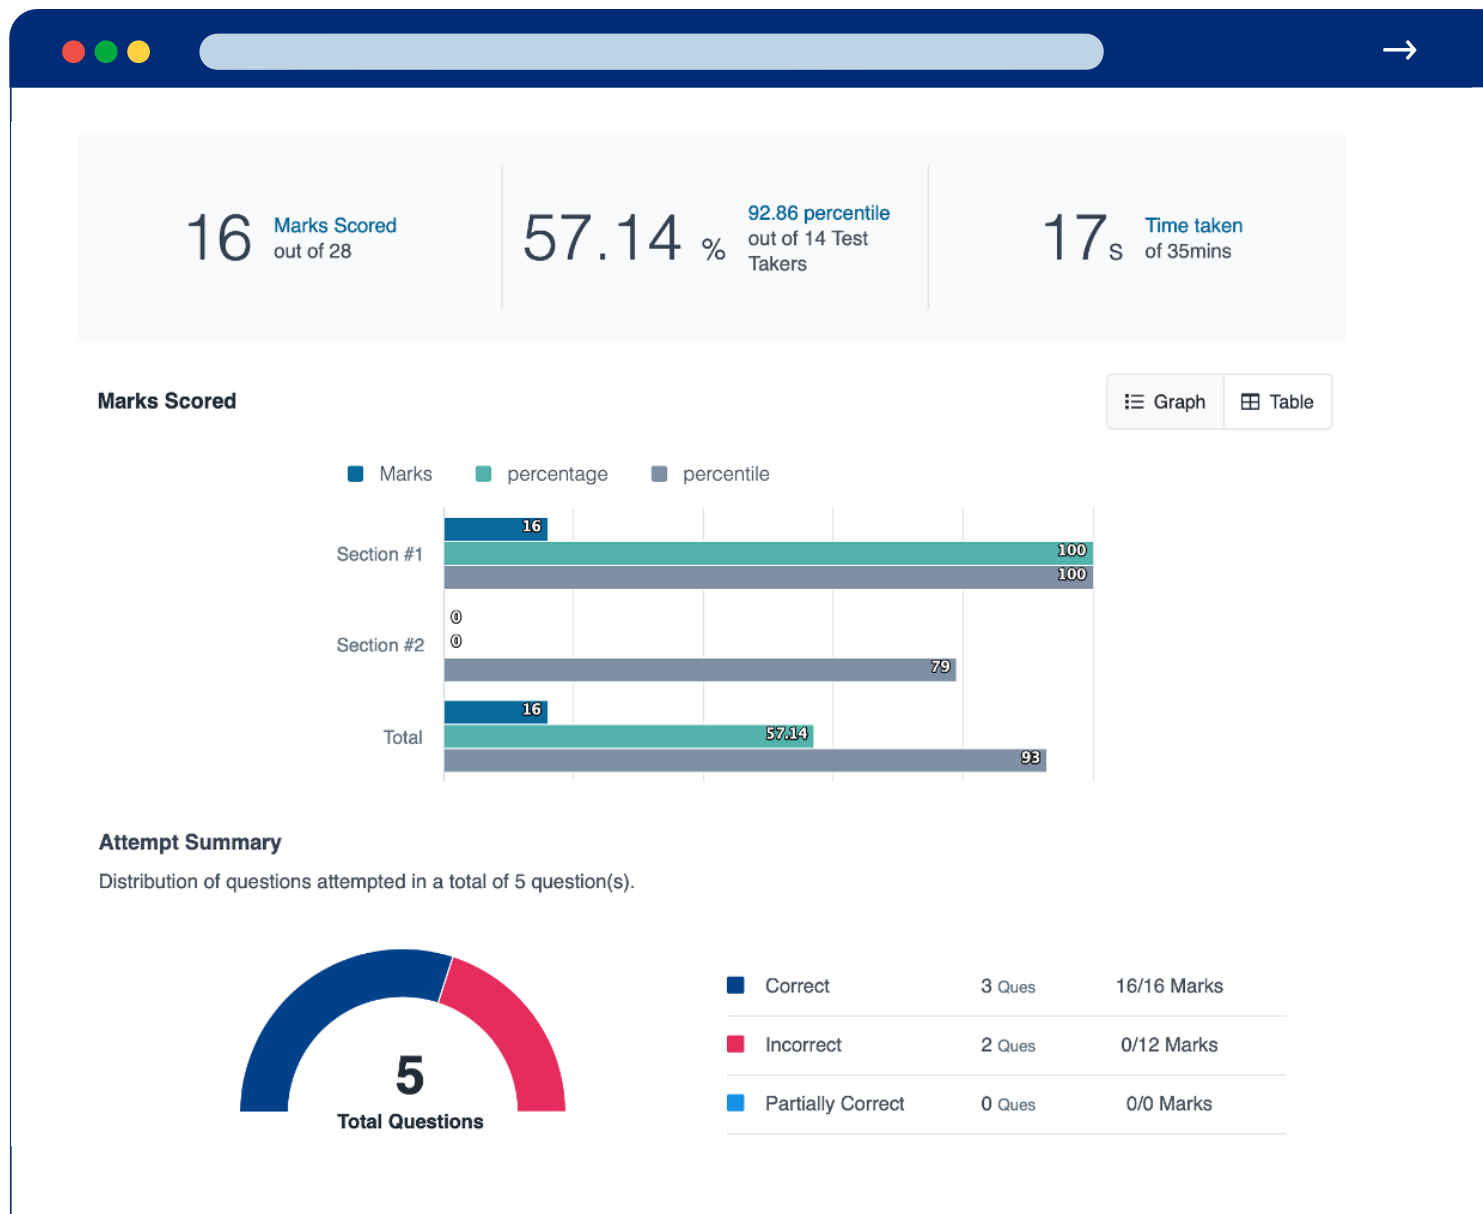 16
Marks Scored
out of 28
57.14 %
92.86 percentile
out of 14 Test
Takers
17s
Time taken
of 35mins
Marks Scored
Graph
Table
Marks
percentage
percentile
Section #1
16
100
100
Section #2
0
0
79
Total
16
57.14
93
Attempt Summary
Distribution of questions attempted in a total of 5 question(s).
5
Total Questions
Correct 3 Ques 16/16 Marks
Incorrect 2 Ques 0/12 Marks
Partially Correct 0 Ques 0/0 Marks